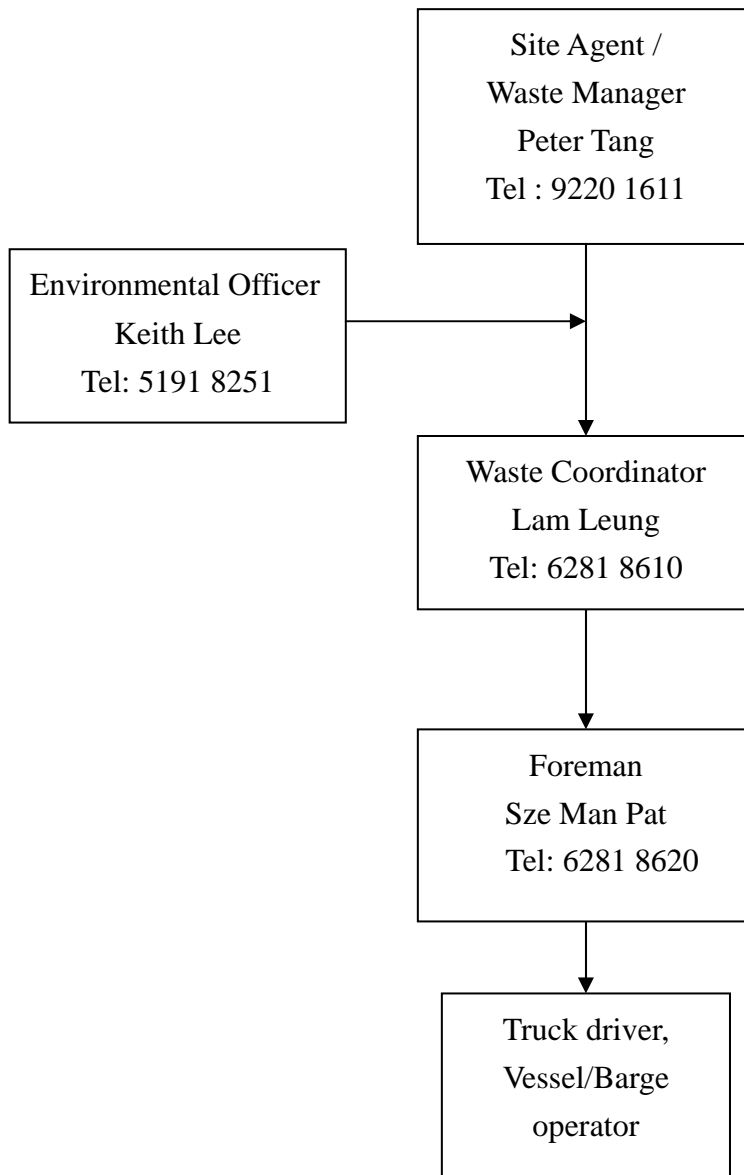 Site Agent /
Waste Manager
Peter Tang
Tel : 9220 1611
Environmental Officer
Keith Lee
Tel: 5191 8251
Waste Coordinator
Lam Leung
Tel: 6281 8610
Foreman
Sze Man Pat
Tel: 6281 8620
Truck driver,
Vessel/Barge
operator